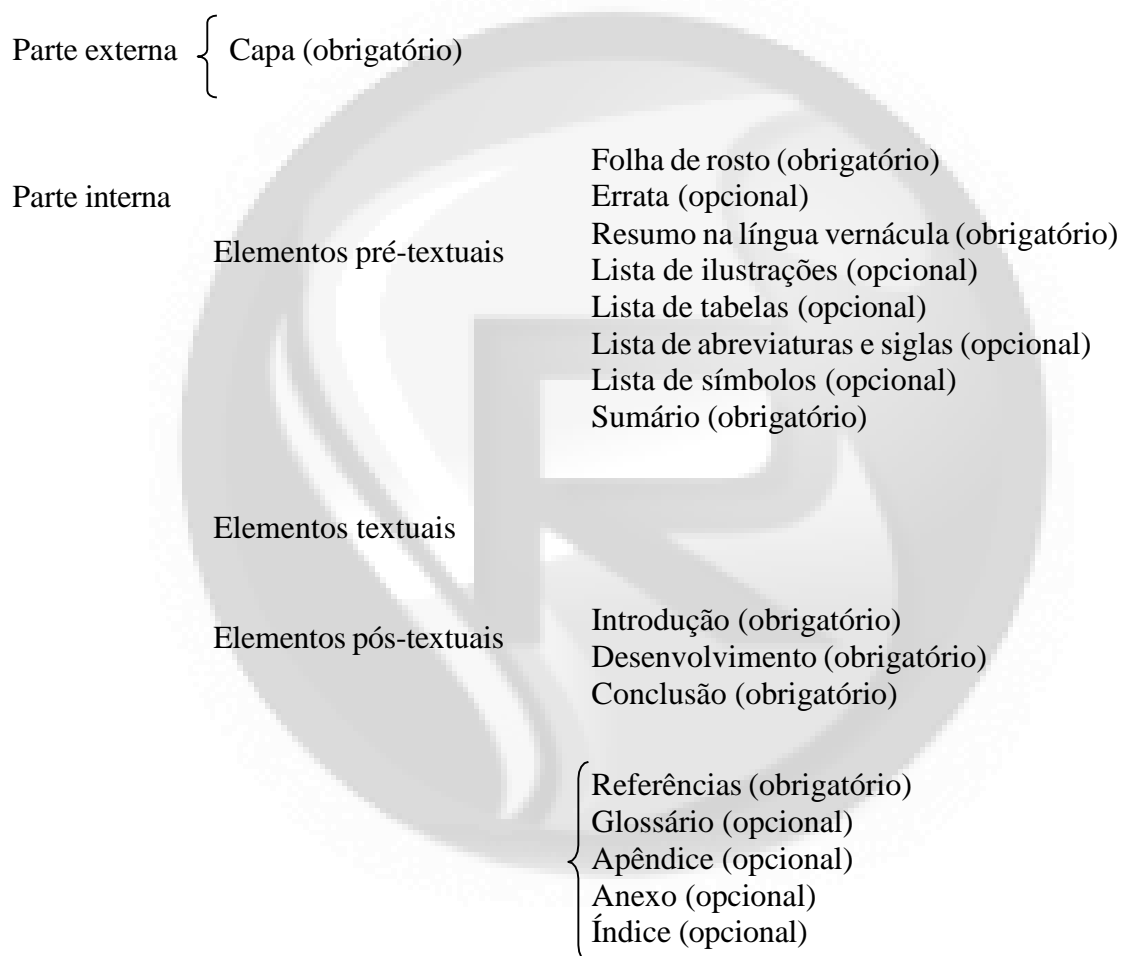 Parte externa
Capa (obrigatório)
Parte interna
Elementos pré-textuais
Folha de rosto (obrigatório)
Errata (opcional)
Resumo na língua vernácula (obrigatório)
Lista de ilustrações (opcional)
Lista de tabelas (opcional)
Lista de abreviaturas e siglas (opcional)
Lista de símbolos (opcional)
Sumário (obrigatório)
Elementos textuais
Elementos pós-textuais
Introdução (obrigatório)
Desenvolvimento (obrigatório)
Conclusão (obrigatório)
Referências (obrigatório)
Glossário (opcional)
Apêndice (opcional)
Anexo (opcional)
Índice (opcional)